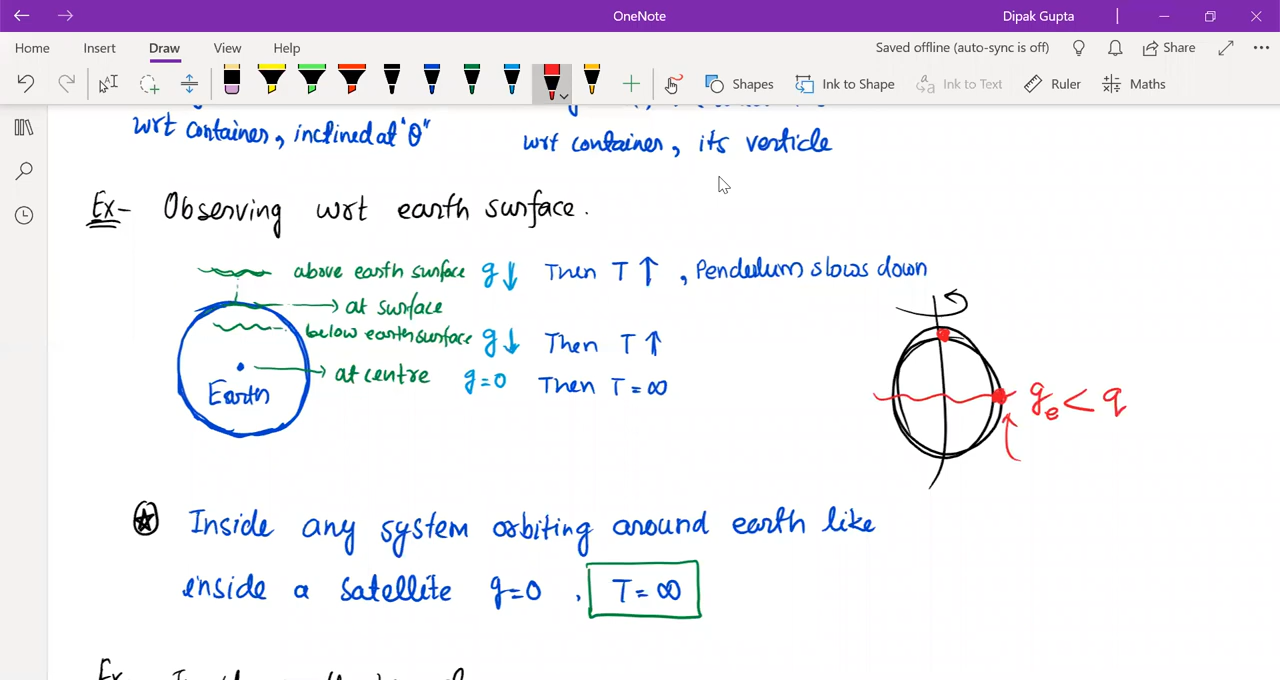 OneNote
Dipak Gupta
Home Insert Draw View Help
Saved offline (auto-sync is off)
Share
Shapes
Ink to Shape
Ink to Text
Ruler
Maths
wrt container, inclined at "θ"
wrt container, its verticle
Ex- Observing wrt earth surface.
above earth surface g↓ Then T ↑ , Pendulum slows down
at surface
below earth surface g↓ Then T ↑
at centre g=0 Then T = ∞
Earth
ge < g
Inside any system orbiting around earth like
inside a satellite g=0 . T = ∞
Ex